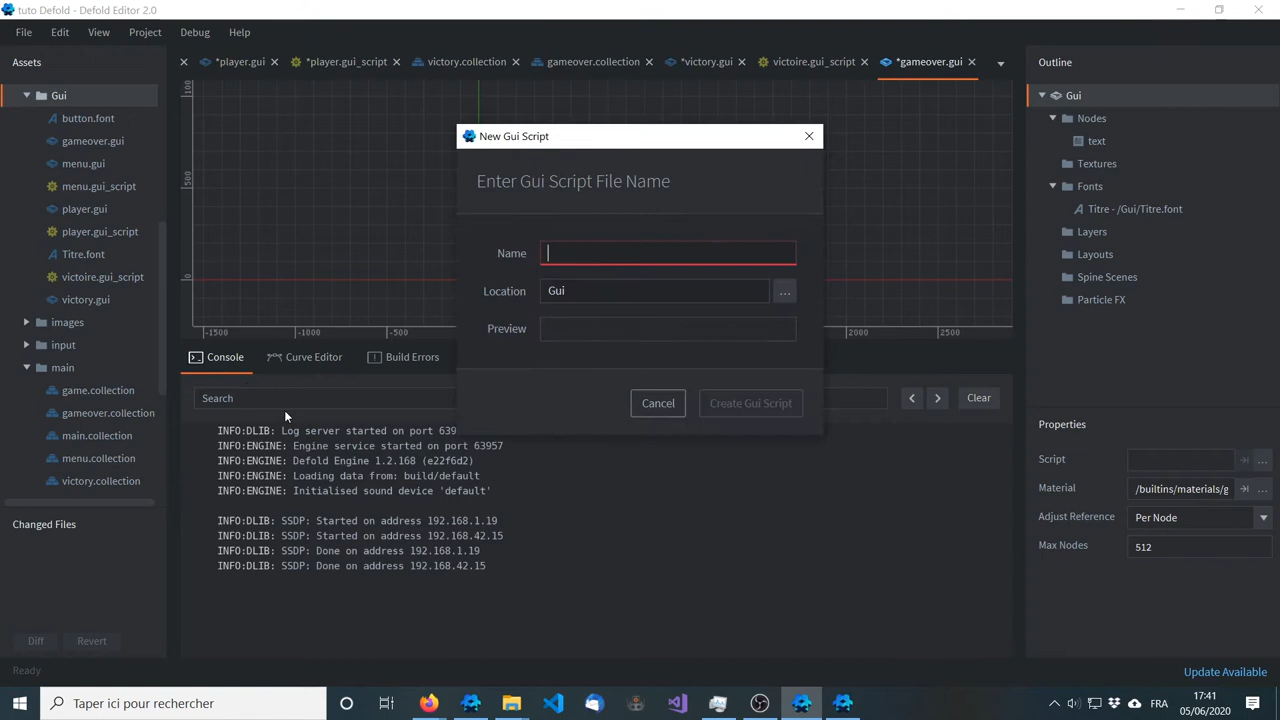 tuto Defold - Defold Editor 2.0
File Edit View Project Debug Help
Assets
Gui
button.font
gameover.gui
menu.gui
menu.gui_script
player.gui
player.gui_script
Titre.font
victoire.gui_script
victory.gui
images
input
main
game.collection
gameover.collection
main.collection
menu.collection
victory.collection
Changed Files
Diff Revert
Ready
*player.gui *player.gui_script victory.collection gameover.collection *victory.gui victoire.gui_script *gameover.gui
100
500
0
-1500 -1000 -500 2000 2500
New Gui Script
Enter Gui Script File Name
Name
Location Gui ...
Preview
Cancel Create Gui Script
Console Curve Editor Build Errors
Search Clear
INFO:DLIB: Log server started on port 639
INFO:ENGINE: Engine service started on port 63957
INFO:ENGINE: Defold Engine 1.2.168 (e22f6d2)
INFO:ENGINE: Loading data from: build/default
INFO:ENGINE: Initialised sound device 'default'
INFO:DLIB: SSDP: Started on address 192.168.1.19
INFO:DLIB: SSDP: Started on address 192.168.42.15
INFO:DLIB: SSDP: Done on address 192.168.1.19
INFO:DLIB: SSDP: Done on address 192.168.42.15
Outline
Gui
Nodes
text
Textures
Fonts
Titre - /Gui/Titre.font
Layers
Layouts
Spine Scenes
Particle FX
Properties
Script ...
Material /builtins/materials/g ...
Adjust Reference Per Node
Max Nodes 512
Update Available
Taper ici pour rechercher
FRA
17:41
05/06/2020